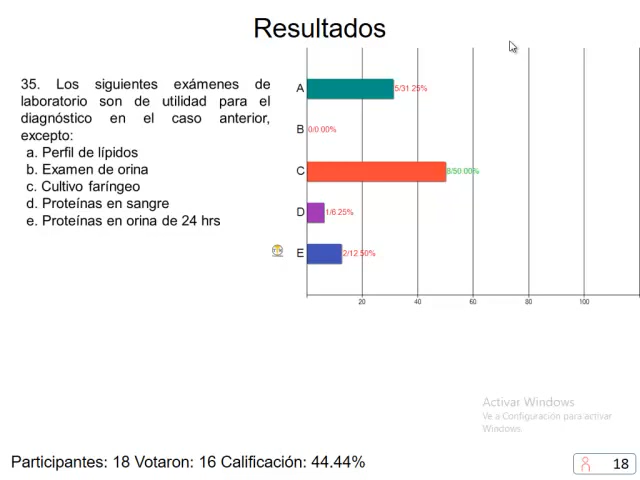 Resultados
35. Los siguientes exámenes de
laboratorio son de utilidad para el
diagnóstico en el caso anterior,
excepto:
a. Perfil de lípidos
b. Examen de orina
c. Cultivo faríngeo
d. Proteínas en sangre
e. Proteínas en orina de 24 hrs
A 5/31.25%
B 0/0.00%
C 8/50.00%
D 1/6.25%
E 2/12.50%
20 40 60 80 100
Activar Windows
Ve a Configuración para activar
Windows.
Participantes: 18 Votaron: 16 Calificación: 44.44%
18